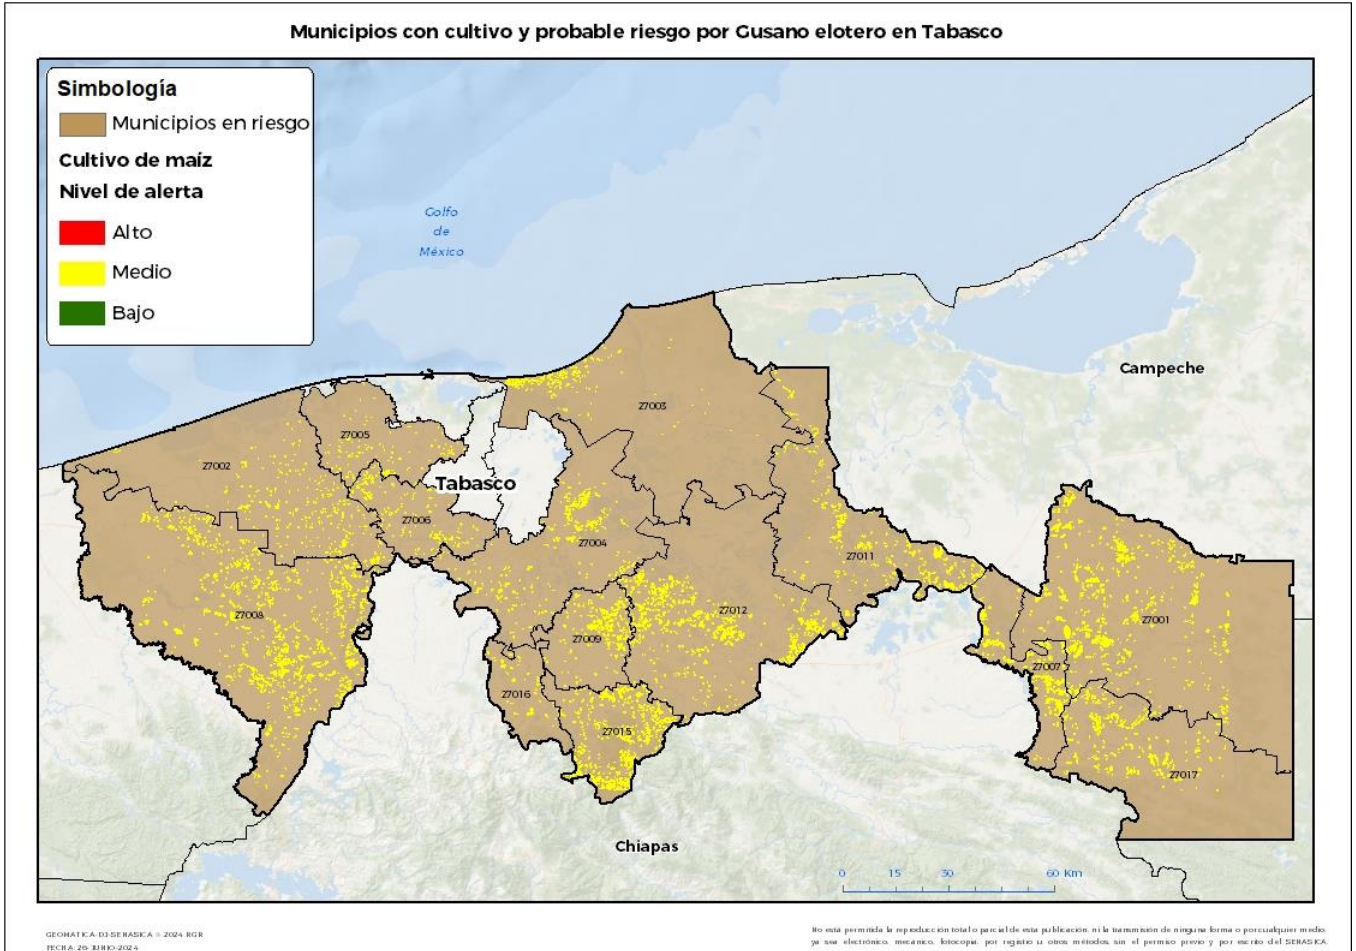 Municipios con cultivo y probable riesgo por Gusano elotero en Tabasco
Simbología
Municipios en riesgo
Cultivo de maíz
Nivel de alerta
Alto
Medio
Bajo
Golfo
de
México
Campeche
27003
27005
27002
Tabasco
27006
27004
27011
27008
27012
27001
27009
27007
27016
27015
27017
Chiapas
0 15 30 60 Km
GEOMATICA-DJ-SENASICA © 2024 RGR
FECHA: 26-JUNIO-2024
No está permitida la reproducción total o parcial de esta publicación, ni la transmisión de ninguna forma o por cualquier medio,
ya sea electrónico, mecánico, fotocopia, por registro u otros métodos, sin el permiso previo y por escrito del SENASICA.